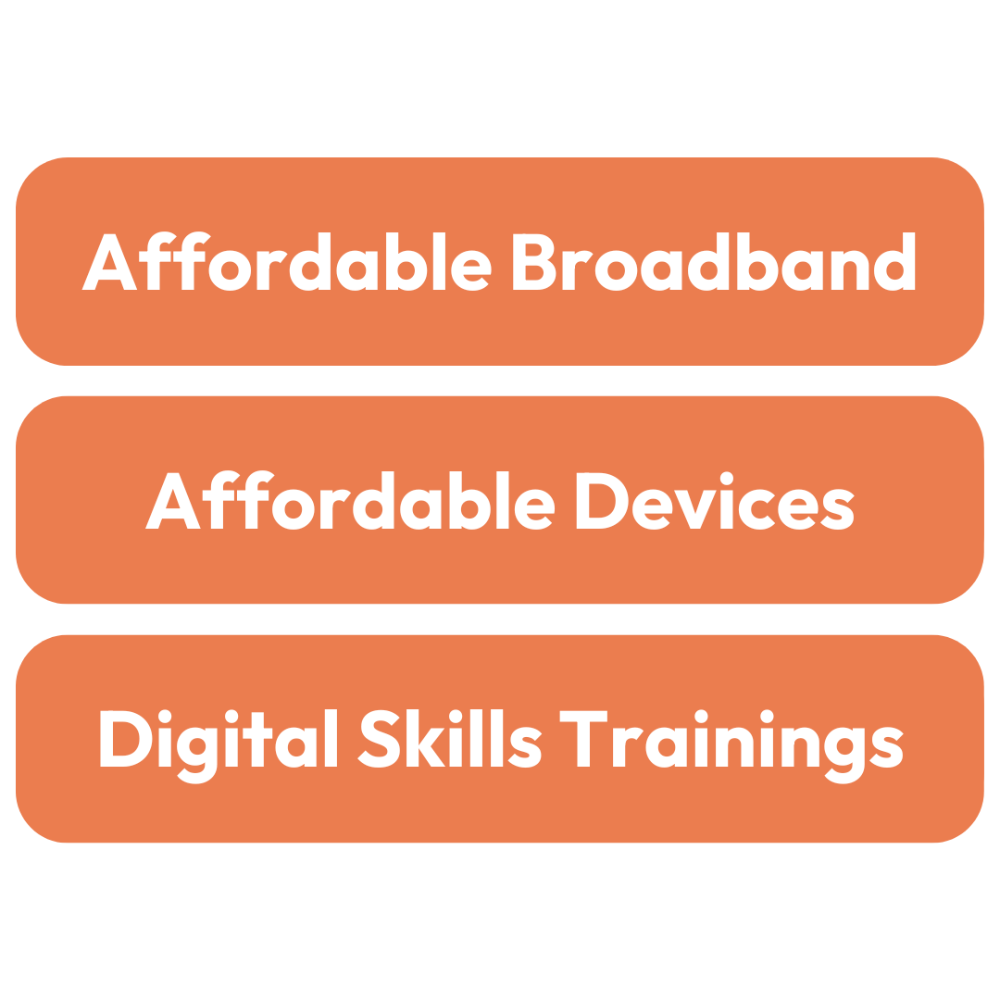 Affordable Broadband
Affordable Devices
Digital Skills Trainings